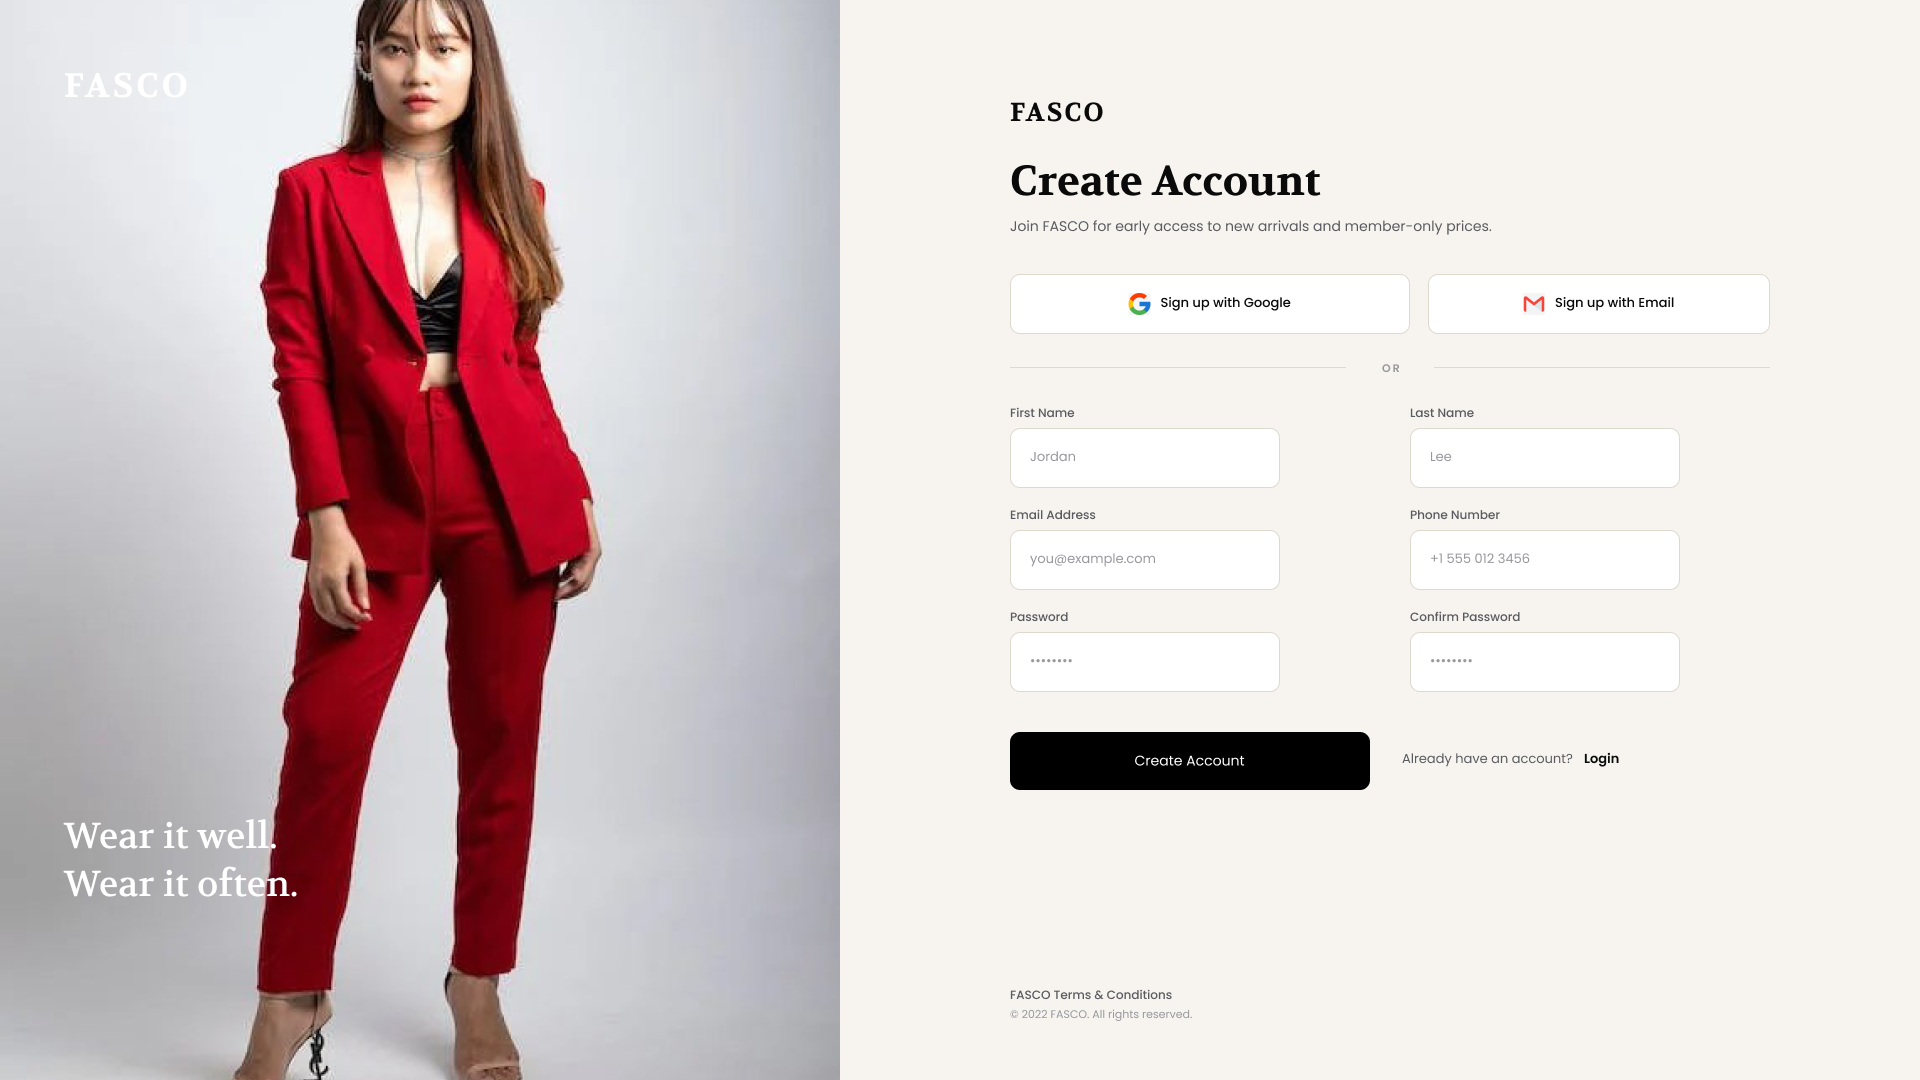 FASCO
Wear it well.
Wear it often.
FASCO
Create Account
Join FASCO for early access to new arrivals and member-only prices.
Sign up with Google
Sign up with Email
OR
First Name
Last Name
Jordan
Lee
Email Address
Phone Number
you@example.com
+1 555 012 3456
Password
Confirm Password
••••••••
••••••••
Create Account
Already have an account? Login
FASCO Terms & Conditions
© 2022 FASCO. All rights reserved.